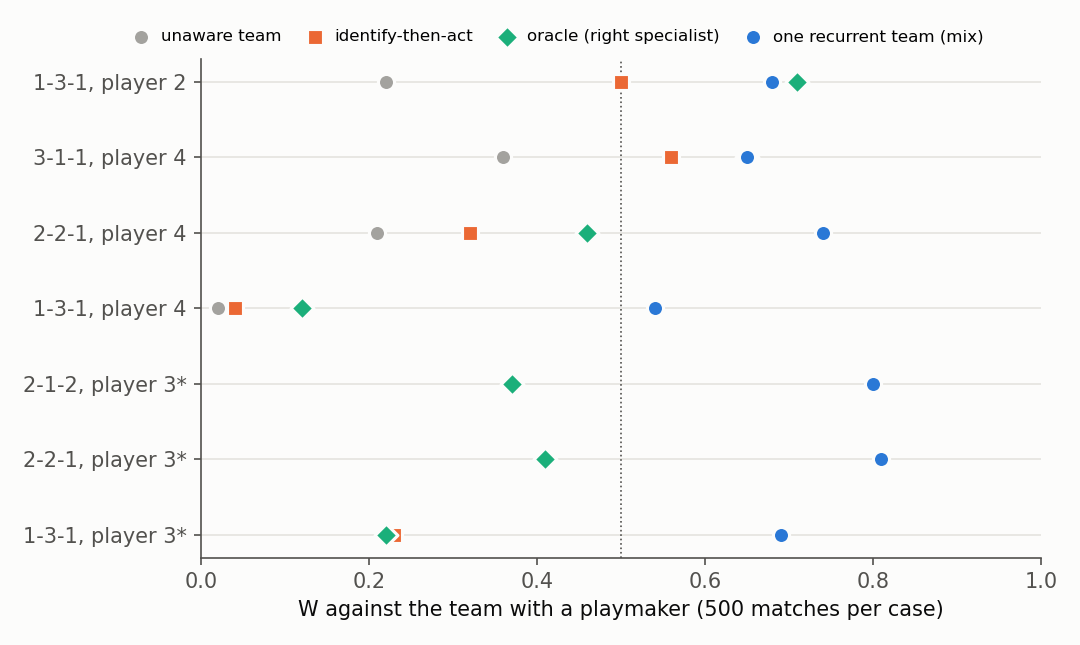 unaware team identify-then-act oracle (right specialist) one recurrent team (mix)
1-3-1, player 2
3-1-1, player 4
2-2-1, player 4
1-3-1, player 4
2-1-2, player 3*
2-2-1, player 3*
1-3-1, player 3*
0.0 0.2 0.4 0.6 0.8 1.0
W against the team with a playmaker (500 matches per case)